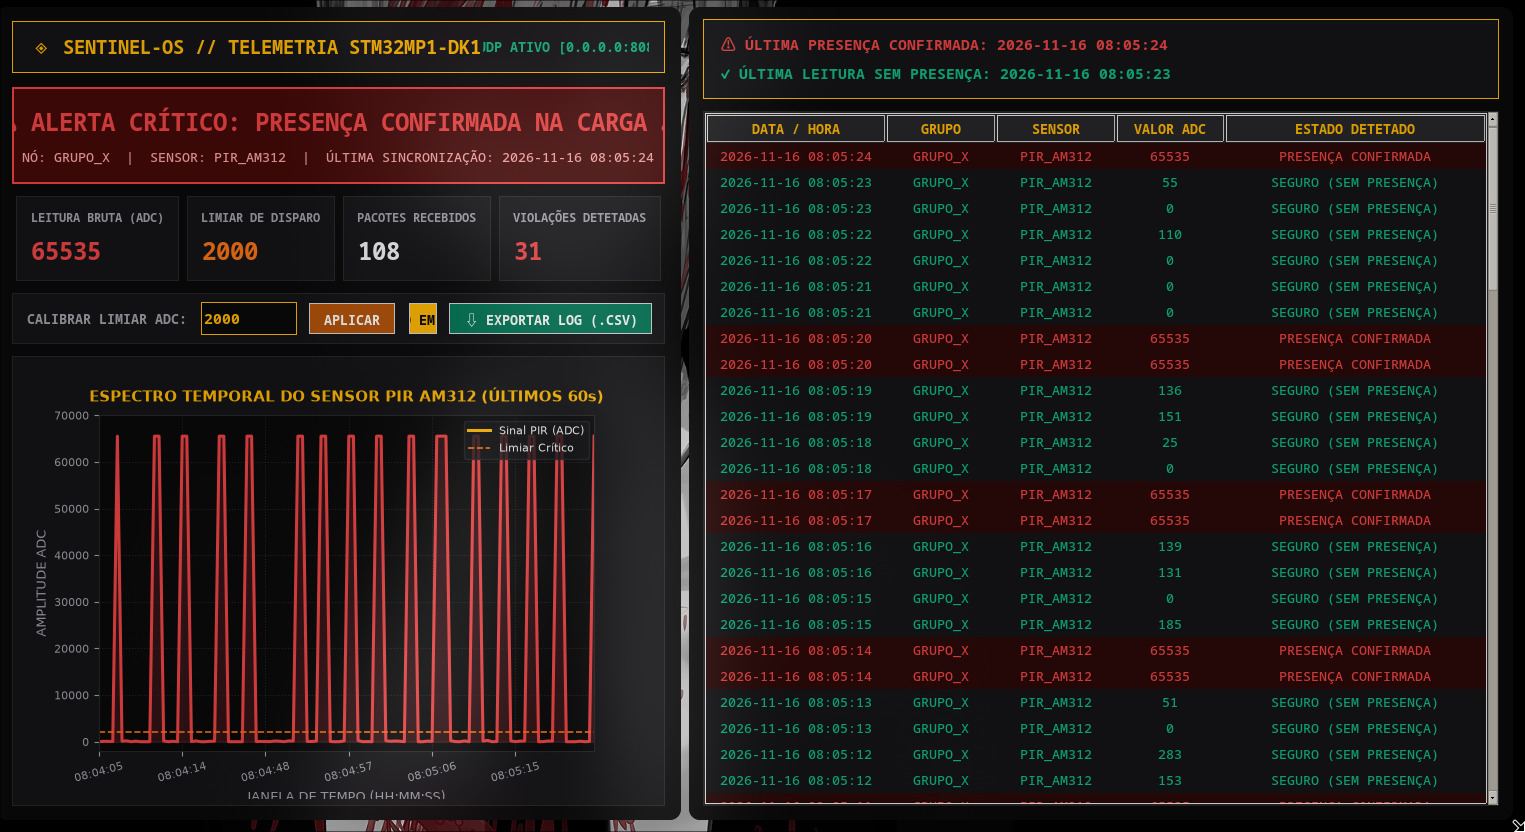 ◈ SENTINEL-OS // TELEMETRIA STM32MP1-DK1
UDP ATIVO [0.0.0.0:808
ALERTA CRÍTICO: PRESENÇA CONFIRMADA NA CARGA
NÓ: GRUPO_X | SENSOR: PIR_AM312 | ÚLTIMA SINCRONIZAÇÃO: 2026-11-16 08:05:24
LEITURA BRUTA (ADC)
65535
LIMIAR DE DISPARO
2000
PACOTES RECEBIDOS
108
VIOLAÇÕES DETETADAS
31
CALIBRAR LIMIAR ADC: 2000 APLICAR EM ⇩ EXPORTAR LOG (.CSV)
ESPECTRO TEMPORAL DO SENSOR PIR AM312 (ÚLTIMOS 60s)
Sinal PIR (ADC)
Limiar Crítico
AMPLITUDE ADC
70000
60000
50000
40000
30000
20000
10000
0
08:04:05 08:04:14 08:04:48 08:04:57 08:05:06 08:05:15
JANELA DE TEMPO (HH:MM:SS)
⚠ ÚLTIMA PRESENÇA CONFIRMADA: 2026-11-16 08:05:24
✓ ÚLTIMA LEITURA SEM PRESENÇA: 2026-11-16 08:05:23
DATA / HORA GRUPO SENSOR VALOR ADC ESTADO DETETADO
2026-11-16 08:05:24 GRUPO_X PIR_AM312 65535 PRESENÇA CONFIRMADA
2026-11-16 08:05:23 GRUPO_X PIR_AM312 55 SEGURO (SEM PRESENÇA)
2026-11-16 08:05:23 GRUPO_X PIR_AM312 0 SEGURO (SEM PRESENÇA)
2026-11-16 08:05:22 GRUPO_X PIR_AM312 110 SEGURO (SEM PRESENÇA)
2026-11-16 08:05:22 GRUPO_X PIR_AM312 0 SEGURO (SEM PRESENÇA)
2026-11-16 08:05:21 GRUPO_X PIR_AM312 0 SEGURO (SEM PRESENÇA)
2026-11-16 08:05:21 GRUPO_X PIR_AM312 0 SEGURO (SEM PRESENÇA)
2026-11-16 08:05:20 GRUPO_X PIR_AM312 65535 PRESENÇA CONFIRMADA
2026-11-16 08:05:20 GRUPO_X PIR_AM312 65535 PRESENÇA CONFIRMADA
2026-11-16 08:05:19 GRUPO_X PIR_AM312 136 SEGURO (SEM PRESENÇA)
2026-11-16 08:05:19 GRUPO_X PIR_AM312 151 SEGURO (SEM PRESENÇA)
2026-11-16 08:05:18 GRUPO_X PIR_AM312 25 SEGURO (SEM PRESENÇA)
2026-11-16 08:05:18 GRUPO_X PIR_AM312 0 SEGURO (SEM PRESENÇA)
2026-11-16 08:05:17 GRUPO_X PIR_AM312 65535 PRESENÇA CONFIRMADA
2026-11-16 08:05:17 GRUPO_X PIR_AM312 65535 PRESENÇA CONFIRMADA
2026-11-16 08:05:16 GRUPO_X PIR_AM312 139 SEGURO (SEM PRESENÇA)
2026-11-16 08:05:16 GRUPO_X PIR_AM312 131 SEGURO (SEM PRESENÇA)
2026-11-16 08:05:15 GRUPO_X PIR_AM312 0 SEGURO (SEM PRESENÇA)
2026-11-16 08:05:15 GRUPO_X PIR_AM312 185 SEGURO (SEM PRESENÇA)
2026-11-16 08:05:14 GRUPO_X PIR_AM312 65535 PRESENÇA CONFIRMADA
2026-11-16 08:05:14 GRUPO_X PIR_AM312 65535 PRESENÇA CONFIRMADA
2026-11-16 08:05:13 GRUPO_X PIR_AM312 51 SEGURO (SEM PRESENÇA)
2026-11-16 08:05:13 GRUPO_X PIR_AM312 0 SEGURO (SEM PRESENÇA)
2026-11-16 08:05:12 GRUPO_X PIR_AM312 283 SEGURO (SEM PRESENÇA)
2026-11-16 08:05:12 GRUPO_X PIR_AM312 153 SEGURO (SEM PRESENÇA)